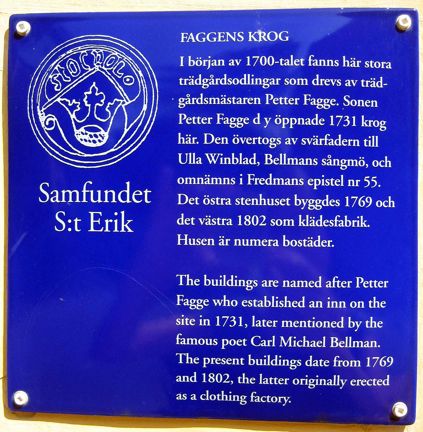 STOCHOLO
Samfundet
S:t Erik
FAGGENS KROG
I början av 1700-talet fanns här stora
trädgårdsodlingar som drevs av träd-
gårdsmästaren Petter Fagge. Sonen
Petter Fagge d y öppnade 1731 krog
här. Den övertogs av svärfadern till
Ulla Winblad, Bellmans sångmö, och
omnämns i Fredmans epistel nr 55.
Det östra stenhuset byggdes 1769 och
det västra 1802 som klädesfabrik.
Husen är numera bostäder.
The buildings are named after Petter
Fagge who established an inn on the
site in 1731, later mentioned by the
famous poet Carl Michael Bellman.
The present buildings date from 1769
and 1802, the latter originally erected
as a clothing factory.